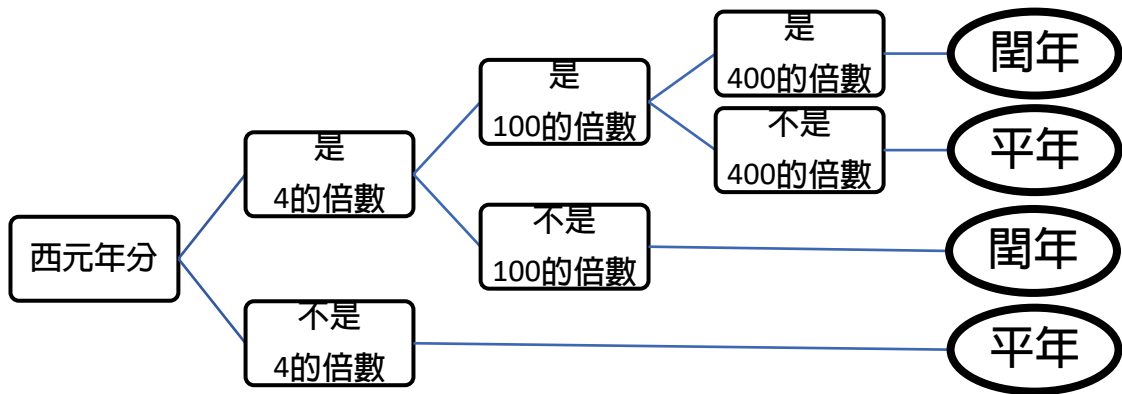 西元年分
是
4的倍數
不是
4的倍數
是
100的倍數
不是
100的倍數
是
400的倍數
不是
400的倍數
閏年
平年
閏年
平年